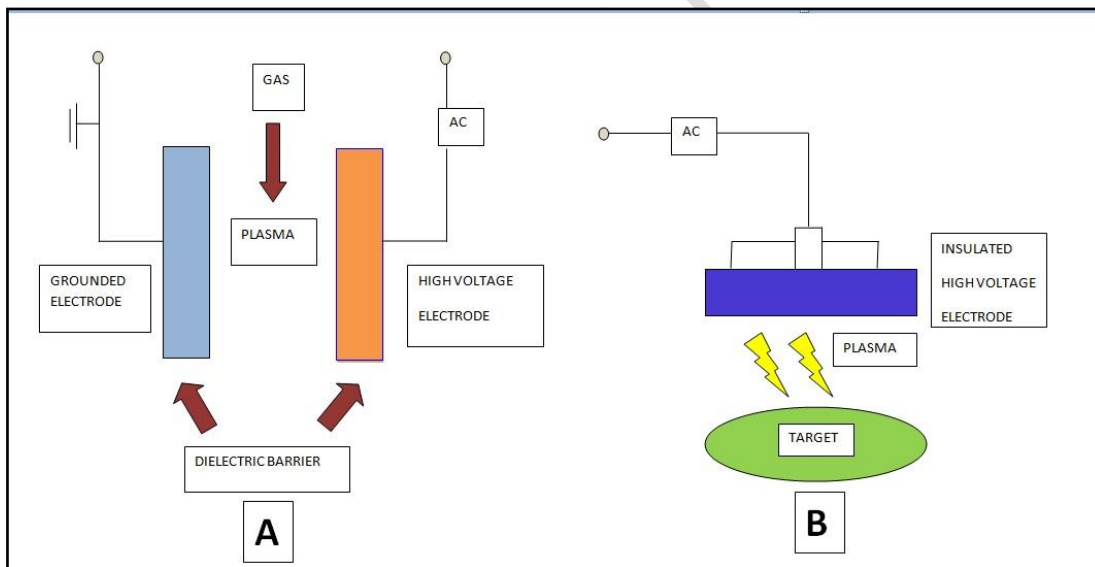 GAS
AC
PLASMA
GROUNDED
ELECTRODE
HIGH VOLTAGE
ELECTRODE
DIELECTRIC BARRIER
A
AC
INSULATED
HIGH VOLTAGE
ELECTRODE
PLASMA
TARGET
B